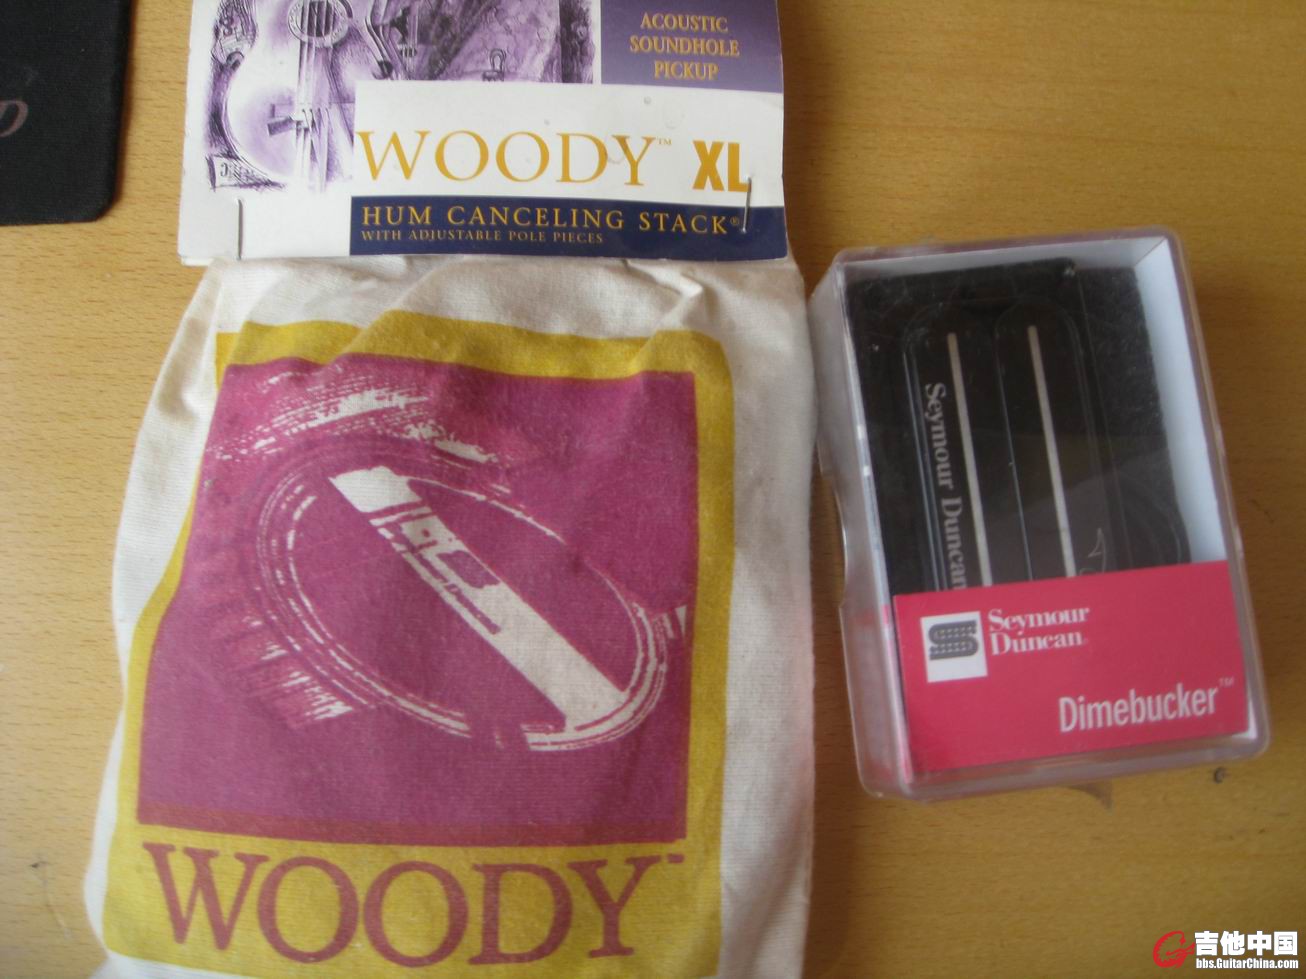 ACOUSTIC
SOUNDHOLE
PICKUP
WOODY™ XL
HUM CANCELING STACK®
WITH ADJUSTABLE POLE PIECES
Seymour Duncan
Seymour
Duncan
Dimebucker™
WOODY
吉他中国
bbs.GuitarChina.com